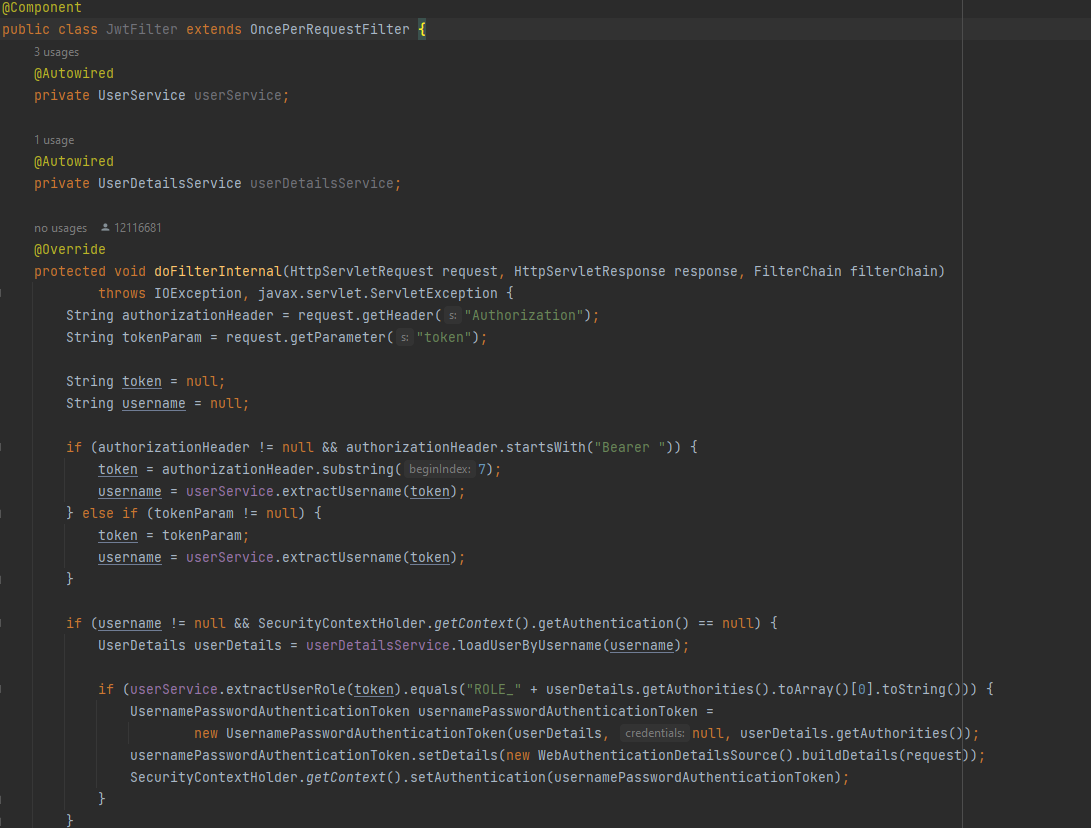 @Component
public class JwtFilter extends OncePerRequestFilter {
3 usages
@Autowired
private UserService userService;
1 usage
@Autowired
private UserDetailsService userDetailsService;
no usages 12116681
@Override
protected void doFilterInternal(HttpServletRequest request, HttpServletResponse response, FilterChain filterChain)
throws IOException, javax.servlet.ServletException {
String authorizationHeader = request.getHeader( s: "Authorization");
String tokenParam = request.getParameter( s: "token");
String token = null;
String username = null;
if (authorizationHeader != null && authorizationHeader.startsWith("Bearer ")) {
token = authorizationHeader.substring( beginIndex: 7);
username = userService.extractUsername(token);
} else if (tokenParam != null) {
token = tokenParam;
username = userService.extractUsername(token);
}
if (username != null && SecurityContextHolder.getContext().getAuthentication() == null) {
UserDetails userDetails = userDetailsService.loadUserByUsername(username);
if (userService.extractUserRole(token).equals("ROLE_" + userDetails.getAuthorities().toArray()[0].toString())) {
UsernamePasswordAuthenticationToken usernamePasswordAuthenticationToken =
new UsernamePasswordAuthenticationToken(userDetails, credentials: null, userDetails.getAuthorities());
usernamePasswordAuthenticationToken.setDetails(new WebAuthenticationDetailsSource().buildDetails(request));
SecurityContextHolder.getContext().setAuthentication(usernamePasswordAuthenticationToken);
}
}